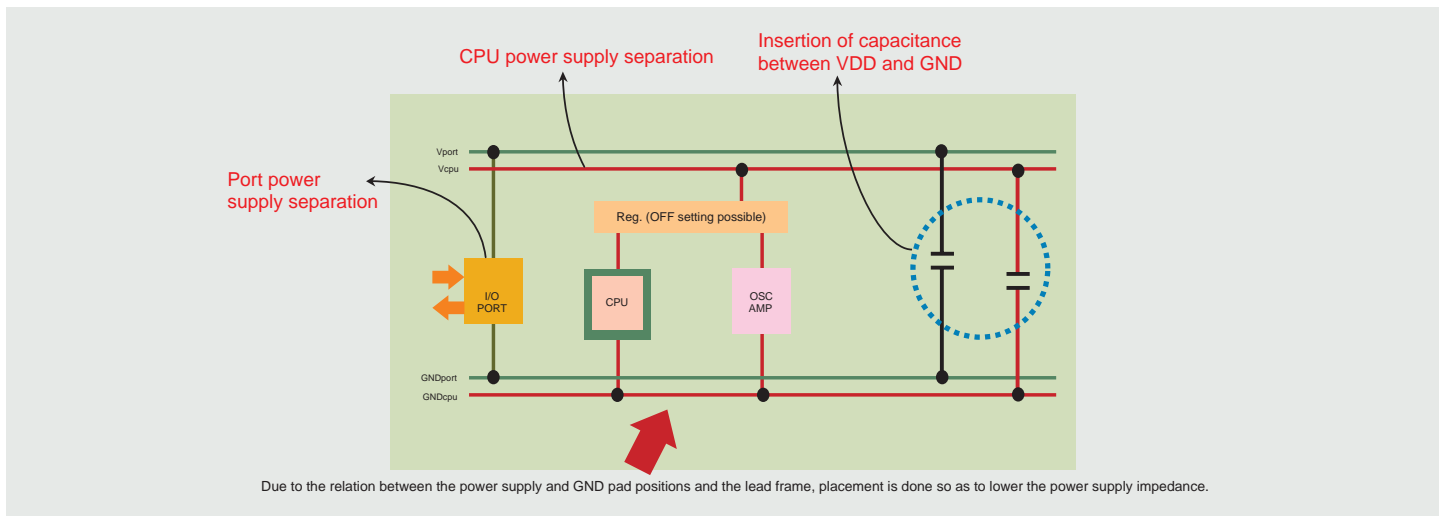 CPU power supply separation
Insertion of capacitance
between VDD and GND
Port power
supply separation
Vport
Vcpu
Reg. (OFF setting possible)
I/O
PORT
CPU
OSC
AMP
GNDport
GNDcpu
Due to the relation between the power supply and GND pad positions and the lead frame, placement is done so as to lower the power supply impedance.